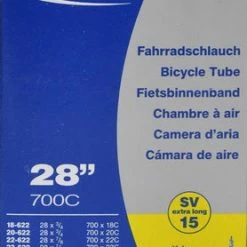 Fahrradschlauch
Bicycle Tube
Fietsbinnenband
Chambre à air
Camera d'aria
Cámara de aire
28"
700C
SV
extra long
15
18-622 28 x ¾ 700 x 18C
20-622 28 x ¾ 700 x 20C
22-622 28 x ⅞ 700 x 22C